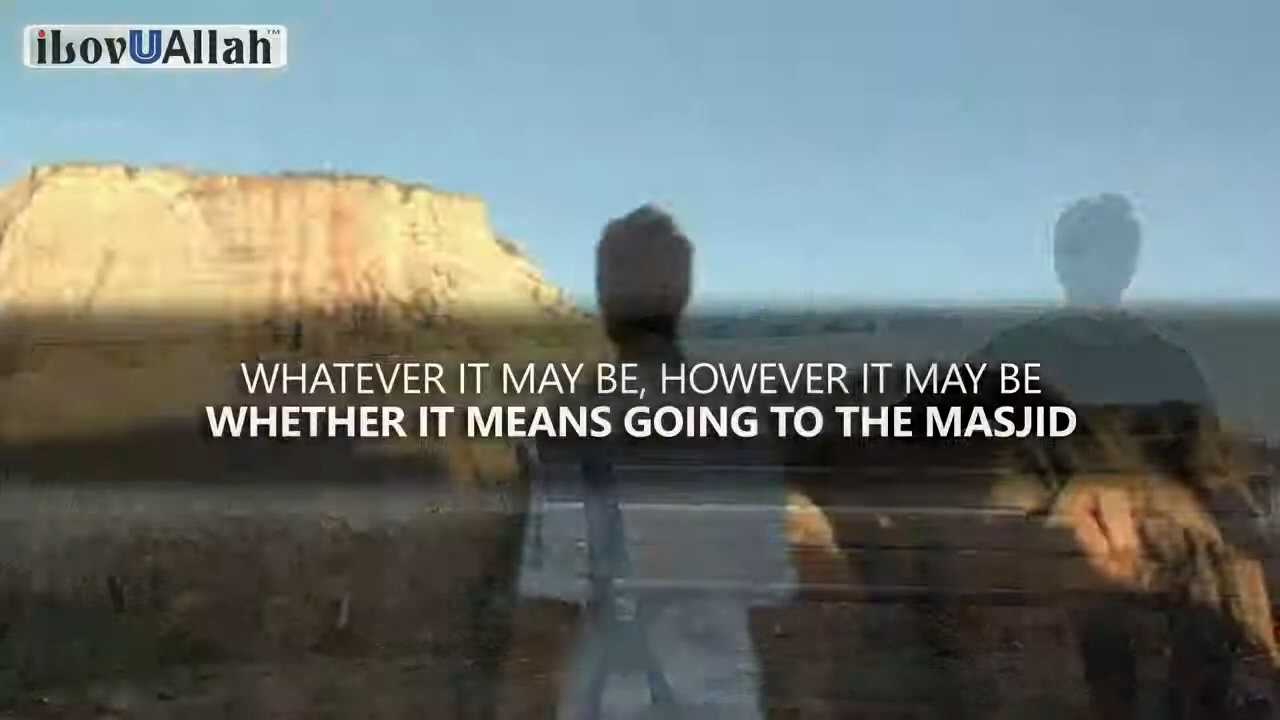 iLovUAllah™
WHATEVER IT MAY BE, HOWEVER IT MAY BE
WHETHER IT MEANS GOING TO THE MASJID